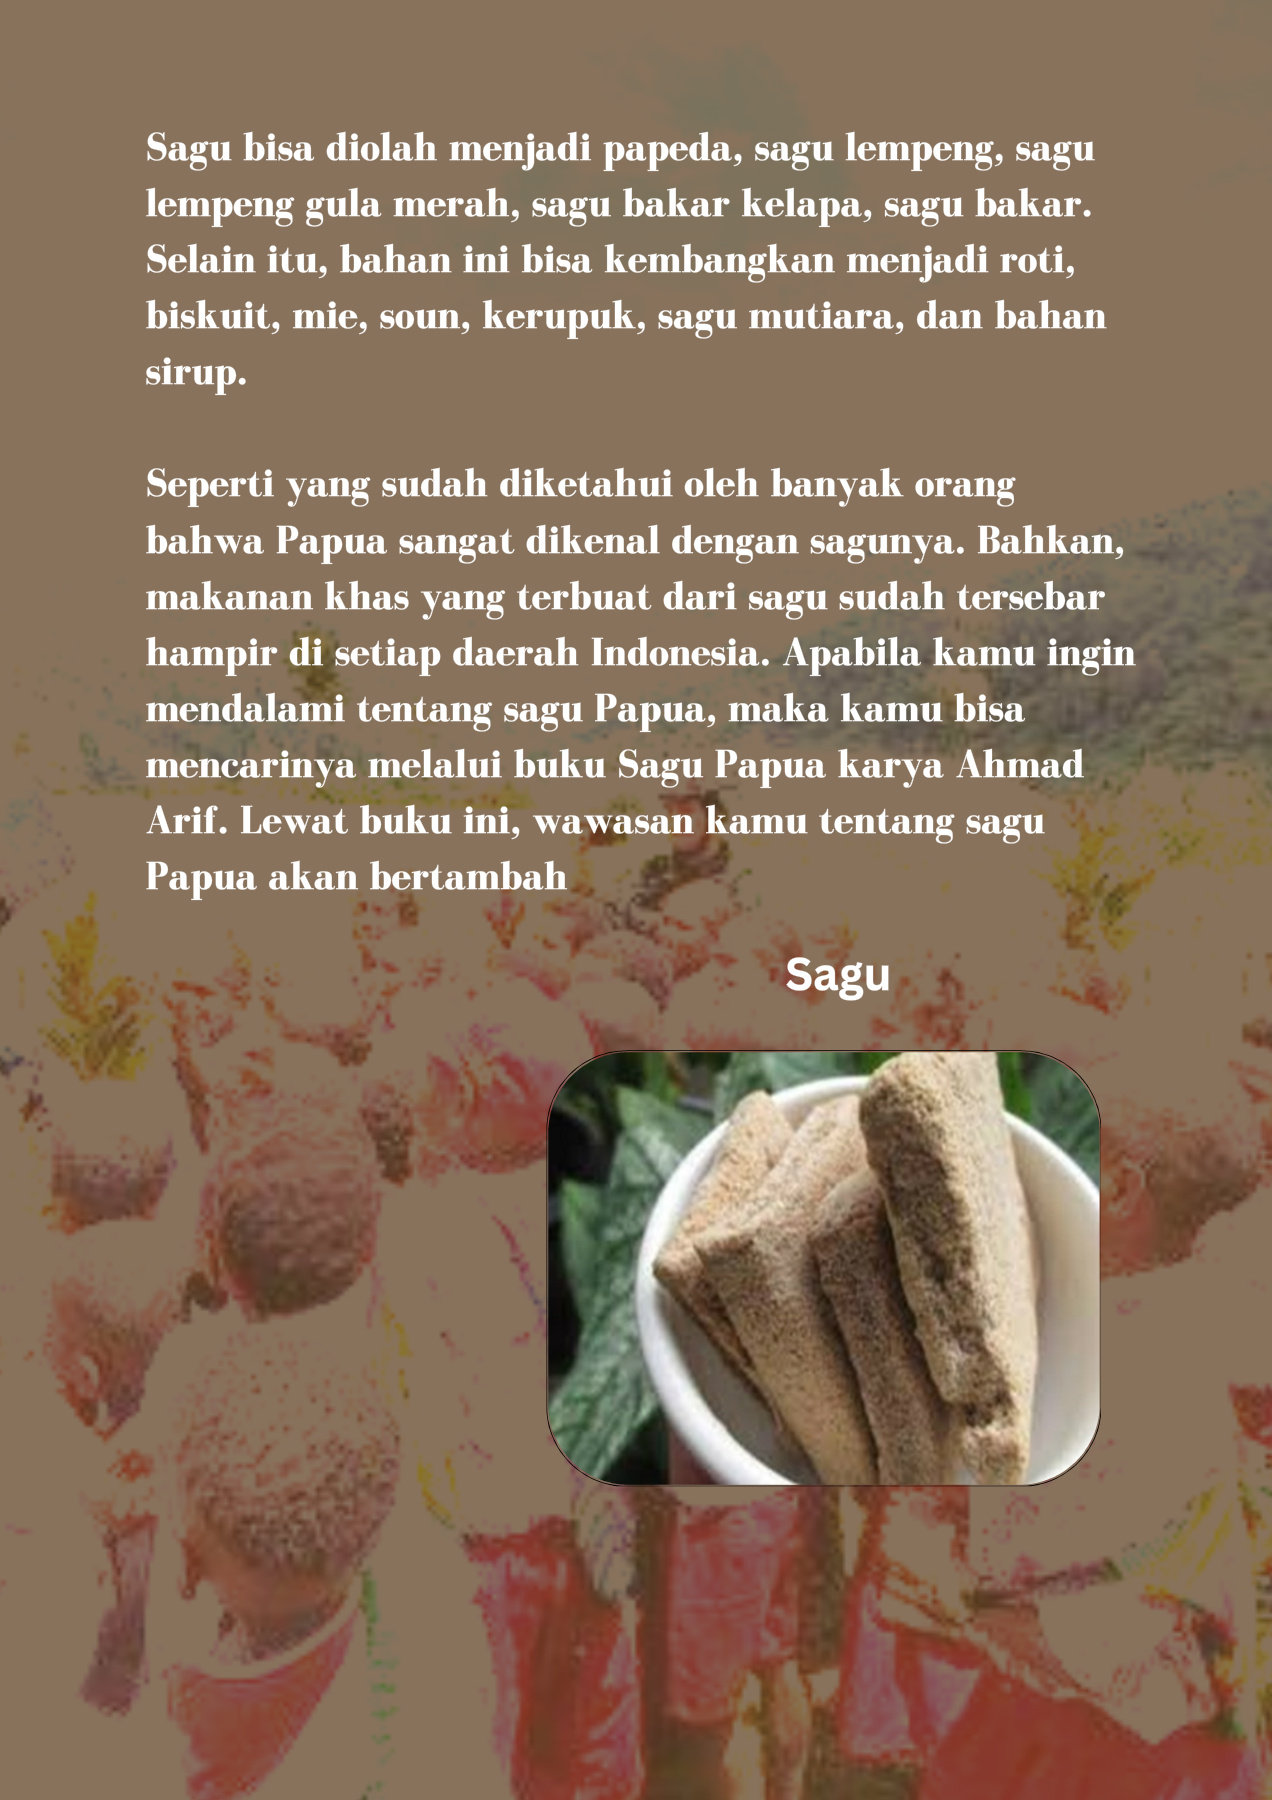 Sagu bisa diolah menjadi papeda, sagu lempeng, sagu
lempeng gula merah, sagu bakar kelapa, sagu bakar.
Selain itu, bahan ini bisa kembangkan menjadi roti,
biskuit, mie, soun, kerupuk, sagu mutiara, dan bahan
sirup.
Seperti yang sudah diketahui oleh banyak orang
bahwa Papua sangat dikenal dengan sagunya. Bahkan,
makanan khas yang terbuat dari sagu sudah tersebar
hampir di setiap daerah Indonesia. Apabila kamu ingin
mendalami tentang sagu Papua, maka kamu bisa
mencarinya melalui buku Sagu Papua karya Ahmad
Arif. Lewat buku ini, wawasan kamu tentang sagu
Papua akan bertambah
Sagu